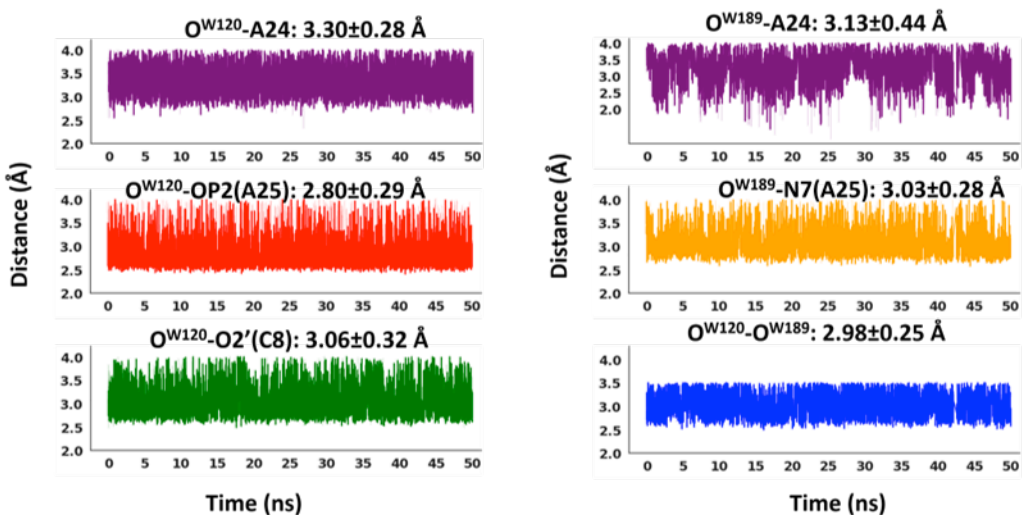 O^W120-A24: 3.30±0.28 Å
4.0
3.5
3.0
2.5
2.0
0 5 10 15 20 25 30 35 40 45 50
O^W120-OP2(A25): 2.80±0.29 Å
4.0
3.5
3.0
2.5
2.0
0 5 10 15 20 25 30 35 40 45 50
O^W120-O2’(C8): 3.06±0.32 Å
4.0
3.5
3.0
2.5
2.0
0 5 10 15 20 25 30 35 40 45 50
Distance (Å)
Time (ns)
O^W189-A24: 3.13±0.44 Å
4.0
3.5
3.0
2.5
2.0
0 5 10 15 20 25 30 35 40 45 50
O^W189-N7(A25): 3.03±0.28 Å
4.0
3.5
3.0
2.5
2.0
0 5 10 15 20 25 30 35 40 45 50
O^W120-O^W189: 2.98±0.25 Å
4.0
3.5
3.0
2.5
2.0
0 5 10 15 20 25 30 35 40 45 50
Distance (Å)
Time (ns)